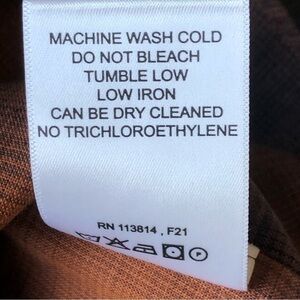 MACHINE WASH COLD
DO NOT BLEACH
TUMBLE LOW
LOW IRON
CAN BE DRY CLEANED
NO TRICHLOROETHYLENE
RN 113814 , F21